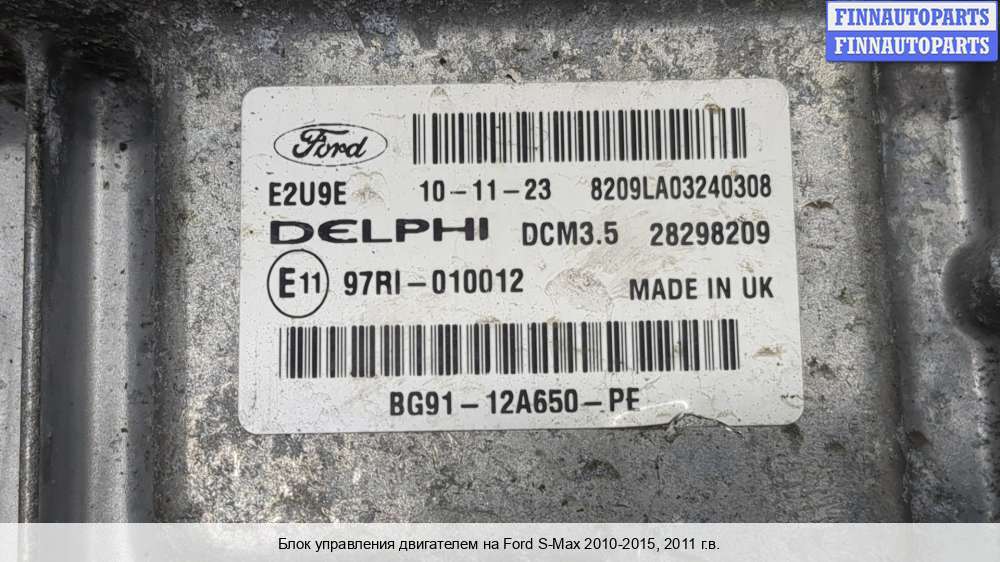 FINNAUTOPARTS
FINNAUTOPARTS
Ford
E2U9E 10-11-23 8209LA03240308
DELPHI DCM3.5 28298209
E11 97RI-010012 MADE IN UK
BG91-12A650-PE
Блок управления двигателем на Ford S-Max 2010-2015, 2011 г.в.